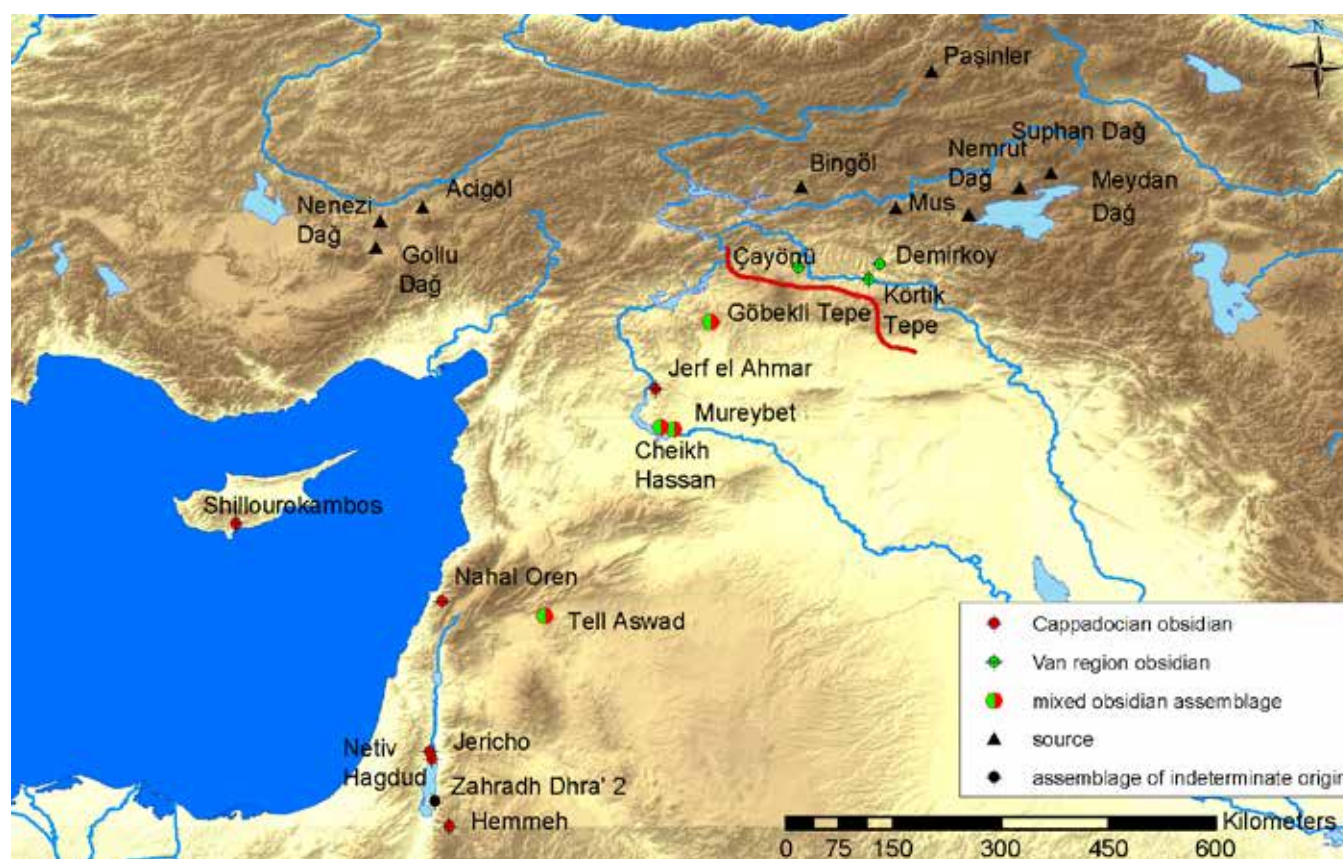 N
Paşinler
Suphan Dağ
Nemrut
Dağ
Bingöl
Meydan
Dağ
Mus
Acigöl
Nenezi
Dağ
Gollu
Dağ
Çayönü
Demirkoy
Kortik
Tepe
Göbekli Tepe
Jerf el Ahmar
Mureybet
Cheikh
Hassan
Shillourokambos
Nahal Oren
Tell Aswad
Netiv
Hagdud
Jericho
Zahradh Dhra' 2
Hemmeh
Cappadocian obsidian
Van region obsidian
mixed obsidian assemblage
source
assemblage of indeterminate origin
Kilometers
0 75 150 300 450 600